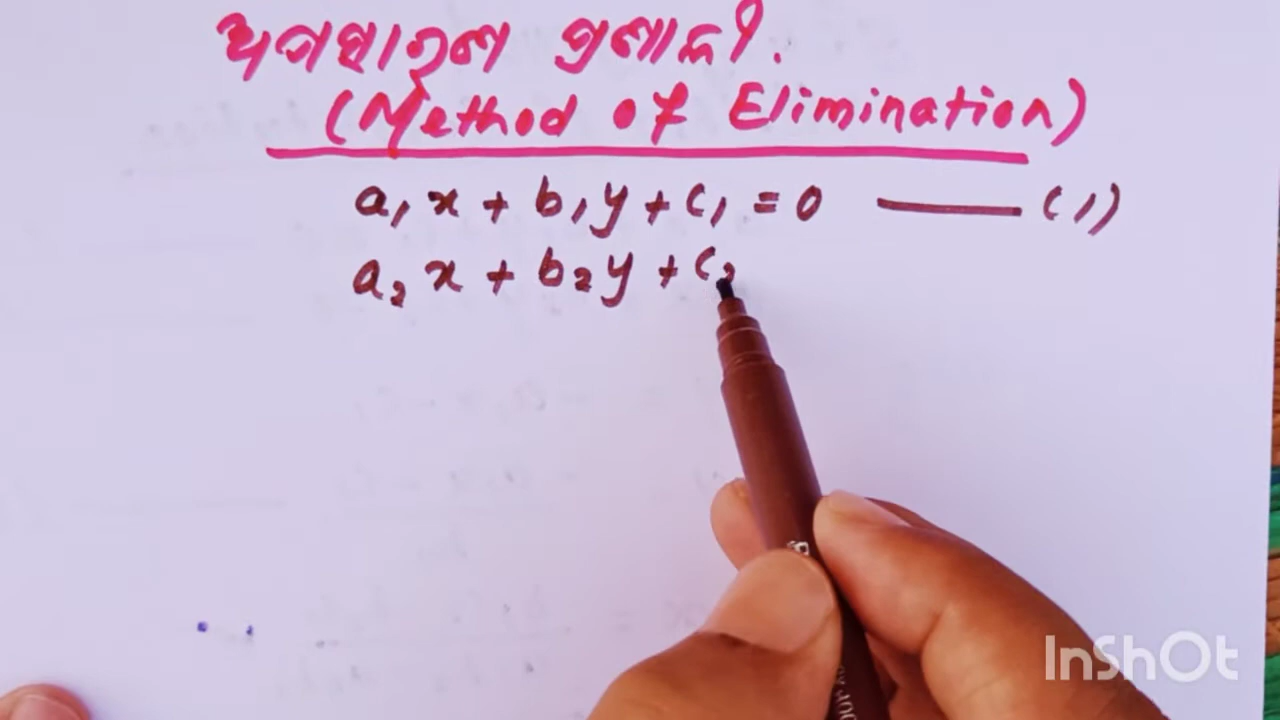 ଅପସାରଣ ପ୍ରଣାଳୀ.
(Method of Elimination)
a₁x + b₁y + c₁ = 0 —— (1)
a₂x + b₂y + c₂
InShOt